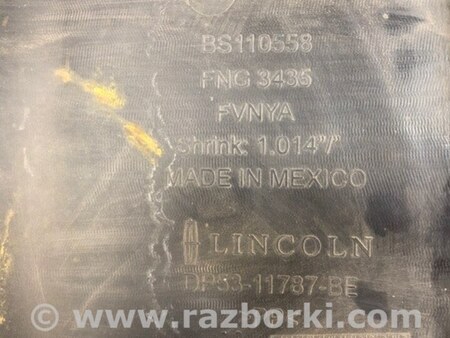 BS110558
FNG 3435
FVNYA
Shrink: 1.014"/"
MADE IN MEXICO
LINCOLN
DP53-11787-BE
www.razborki.com